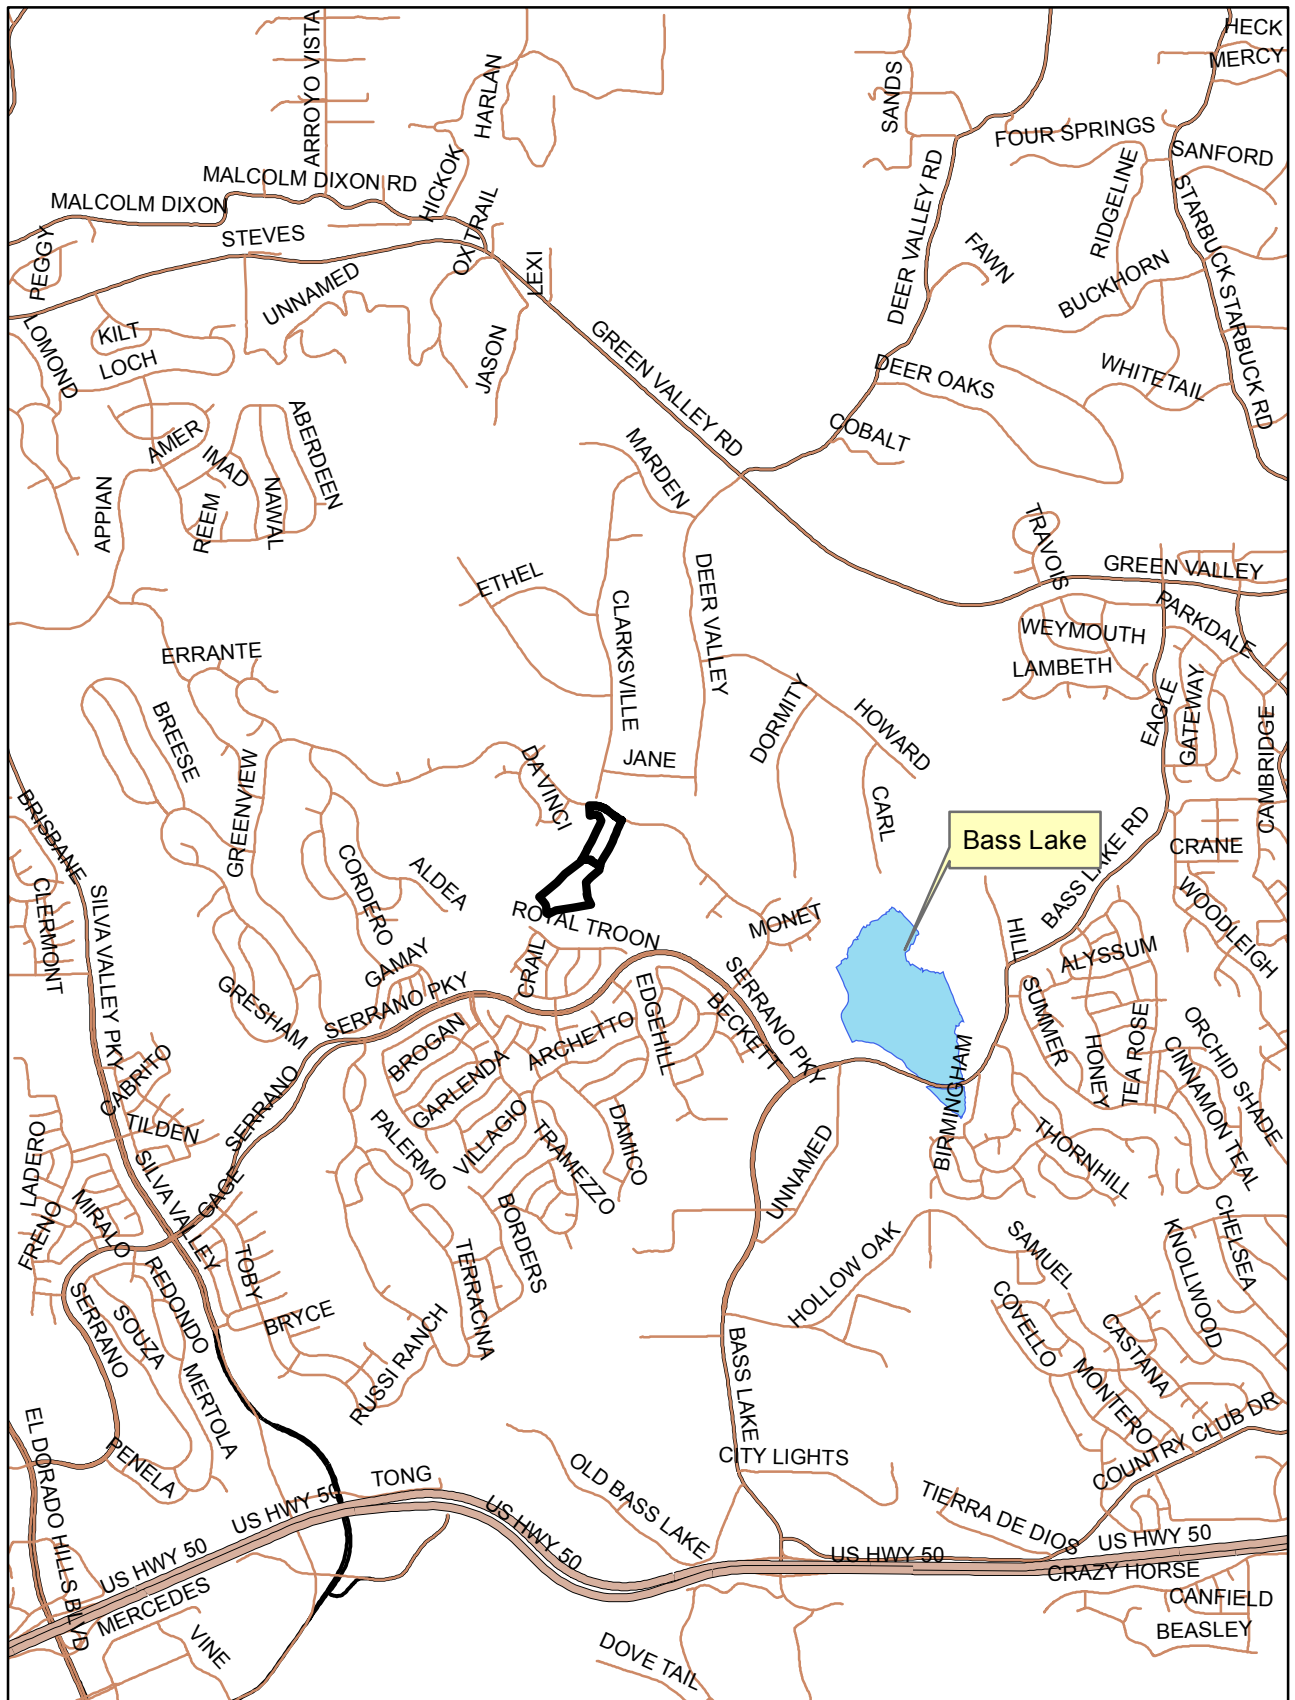 HECK
MERCY
ARROYO VISTA
HARLAN
SANDS
FOUR SPRINGS
SANFORD
MALCOLM DIXON RD
HICKOK
RIDGELINE
STARBUCK
MALCOLM DIXON
STEVES
OX TRAIL
DEER VALLEY RD
FAWN
PEGGY
UNNAMED
LEXI
BUCKHORN
STARBUCK RD
LOMOND
KILT
LOCH
JASON
GREEN VALLEY RD
DEER OAKS
WHITETAIL
ABERDEEN
AMER
IMAD
COBALT
MARDEN
APPIAN
REEM
NAWAL
TRAVOIS
GREEN VALLEY
ETHEL
CLARKSVILLE
DEER VALLEY
PARKDALE
WEYMOUTH
LAMBETH
ERRANTE
BREESE
DORMITY
HOWARD
EAGLE
GATEWAY
CAMBRIDGE
GREENVIEW
DA VINCI
JANE
CARL
BRISBANE
Bass Lake
BASS LAKE RD
CRANE
CORDERO
ALDEA
CLERMONT
SILVA VALLEY PKY
ROYAL TROON
MONET
WOODLEIGH
HILL
ALYSSUM
GAMAY
CRAIL
SERRANO PKY
GRESHAM
SERRANO PKY
EDGEHILL
BECKETT
SUMMER
BROGAN
ARCHETTO
HONEY
TEA ROSE
ORCHID SHADE
CINNAMON TEAL
CABRITO
GARLENDA
BIRMINGHAM
TILDEN
SERRANO
PALERMO
VILLAGIO
TRAMEZZO
DAMICO
THORNHILL
LADERO
SILVA VALLEY
GAGE
UNNAMED
MIRALO
FRENO
BORDERS
TERRACINA
HOLLOW OAK
SAMUEL
KNOLLWOOD
CHELSEA
TOBY
REDONDO
SERRANO
SOUZA
BRYCE
COVELLO
CASTANA
RUSSI RANCH
BASS LAKE
MERTOLA
MONTERO
COUNTRY CLUB DR
EL DORADO HILLS BLVD
PENELA
TONG
CITY LIGHTS
OLD BASS LAKE
TIERRA DE DIOS
US HWY 50
US HWY 50
US HWY 50
US HWY 50
US HWY 50
CRAZY HORSE
MERCEDES
CANFIELD
BEASLEY
VINE
DOVE TAIL